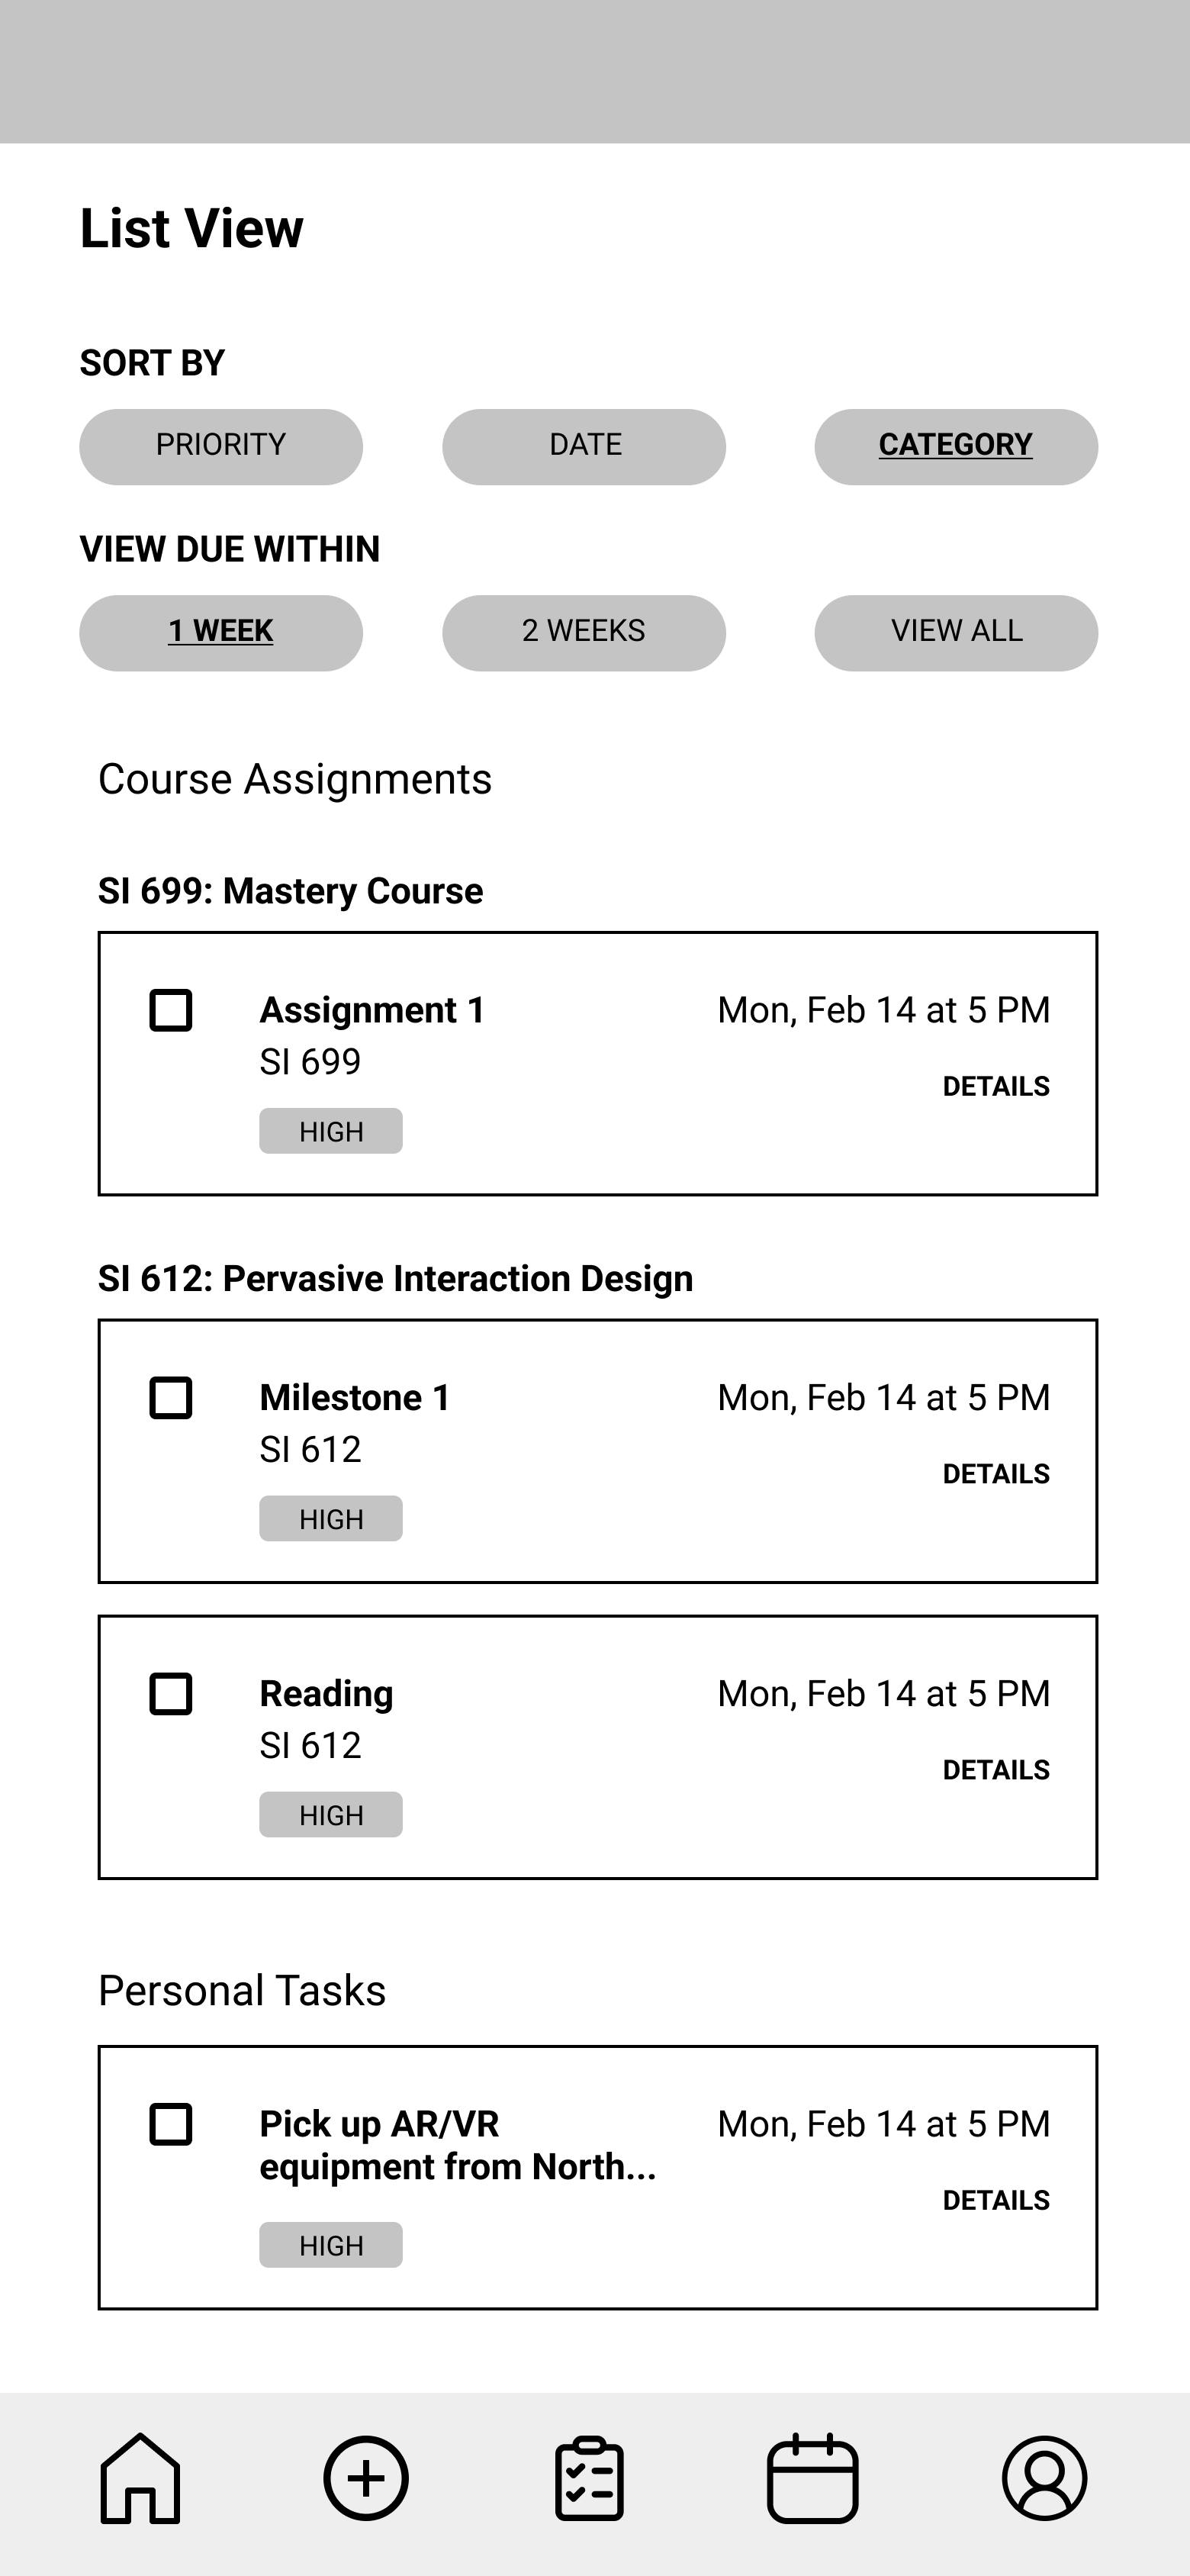 List View
SORT BY
PRIORITY
DATE
CATEGORY
VIEW DUE WITHIN
1 WEEK
2 WEEKS
VIEW ALL
Course Assignments
SI 699: Mastery Course
Assignment 1
Mon, Feb 14 at 5 PM
SI 699
DETAILS
HIGH
SI 612: Pervasive Interaction Design
Milestone 1
Mon, Feb 14 at 5 PM
SI 612
DETAILS
HIGH
Reading
Mon, Feb 14 at 5 PM
SI 612
DETAILS
HIGH
Personal Tasks
Pick up AR/VR
equipment from North...
Mon, Feb 14 at 5 PM
DETAILS
HIGH